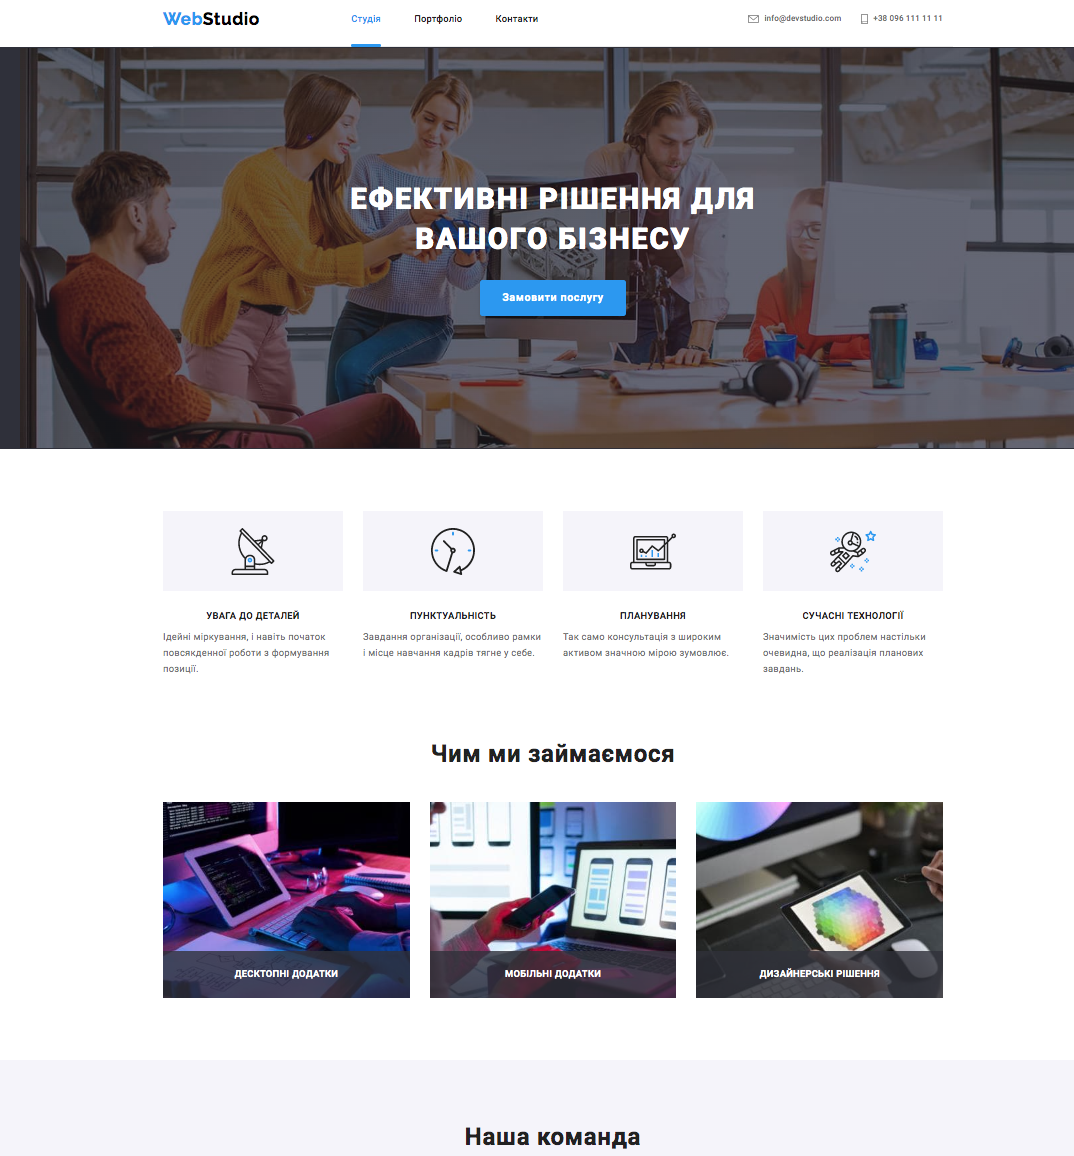 WebStudio
Студія
Портфоліо
Контакти
info@devstudio.com
+38 096 111 11 11
ЕФЕКТИВНІ РІШЕННЯ ДЛЯ
ВАШОГО БІЗНЕСУ
Замовити послугу
УВАГА ДО ДЕТАЛЕЙ
Ідейні міркування, і навіть початок
повсякденної роботи з формування
позиції.
ПУНКТУАЛЬНІСТЬ
Завдання організації, особливо рамки
і місце навчання кадрів тягне у себе.
ПЛАНУВАННЯ
Так само консультація з широким
активом значною мірою зумовлює.
СУЧАСНІ ТЕХНОЛОГІЇ
Значимість цих проблем настільки
очевидна, що реалізація планових
завдань.
Чим ми займаємося
ДЕСКТОПНІ ДОДАТКИ
МОБІЛЬНІ ДОДАТКИ
ДИЗАЙНЕРСЬКІ РІШЕННЯ
Наша команда